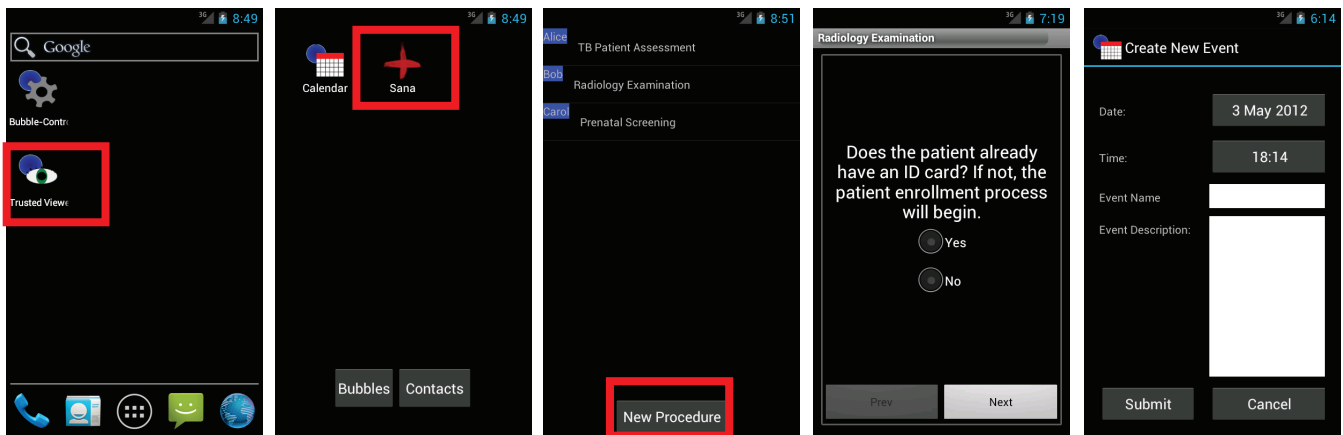 3G 8:49
Google
Bubble-Contr
Trusted Viewe
3G 8:49
Calendar
Sana
Bubbles
Contacts
3G 8:51
Alice
TB Patient Assessment
Bob
Radiology Examination
Carol
Prenatal Screening
New Procedure
3G 7:19
Radiology Examination
Does the patient already
have an ID card? If not, the
patient enrollment process
will begin.
Yes
No
Prev
Next
3G 6:14
Create New Event
Date:
3 May 2012
Time:
18:14
Event Name
Event Description:
Submit
Cancel